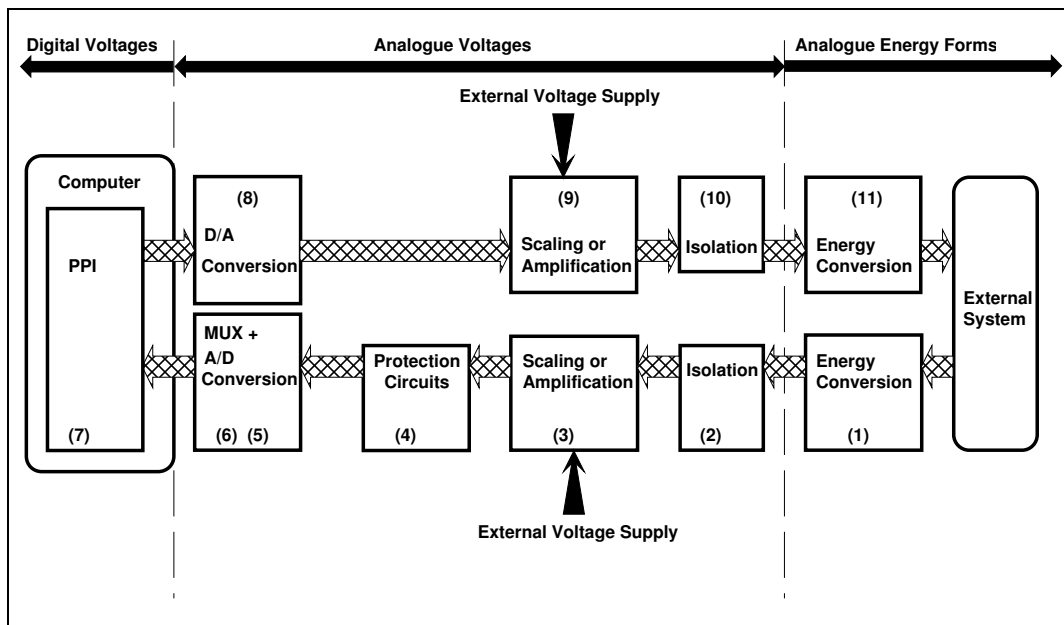 Digital Voltages
Analogue Voltages
Analogue Energy Forms
External Voltage Supply
Computer
PPI
(7)
(8)
D/A
Conversion
(9)
Scaling or
Amplification
(10)
Isolation
(11)
Energy
Conversion
External
System
MUX +
A/D
Conversion
(6) (5)
Protection
Circuits
(4)
Scaling or
Amplification
(3)
Isolation
(2)
Energy
Conversion
(1)
External Voltage Supply